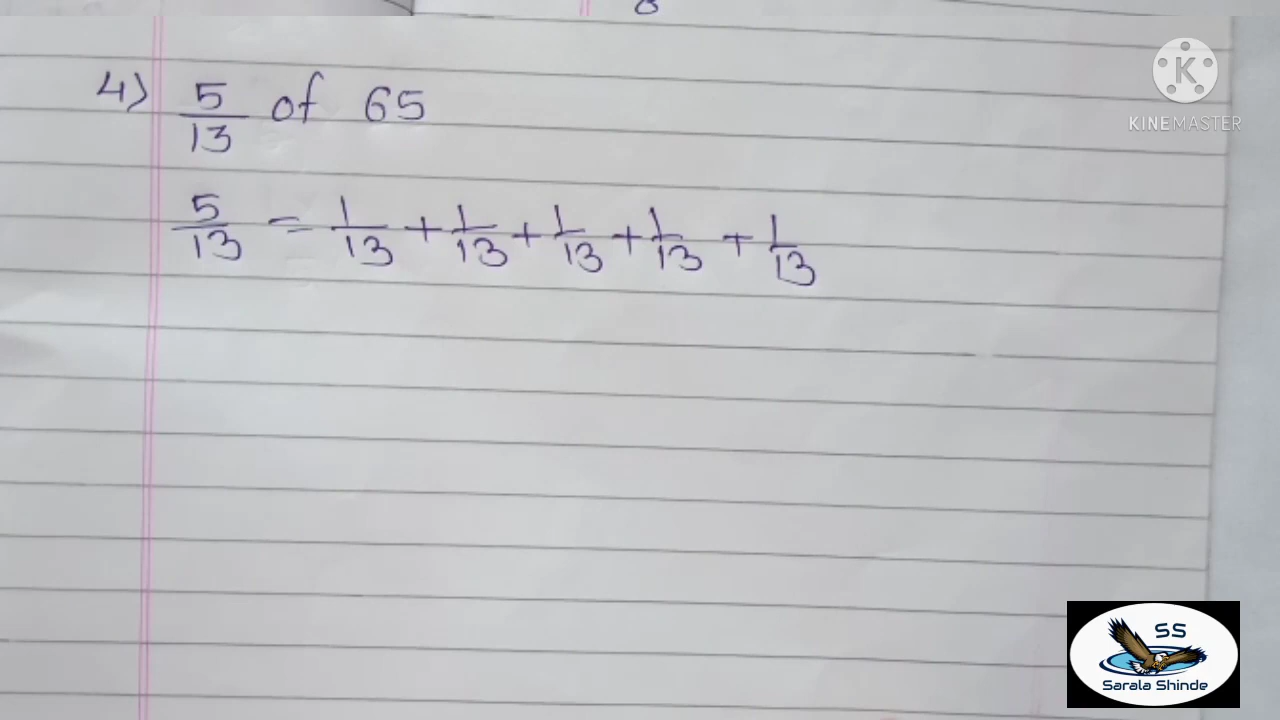 4) 5/13 of 65
5/13 = 1/13 + 1/13 + 1/13 + 1/13 + 1/13
KINEMASTER
SS
Sarala Shinde